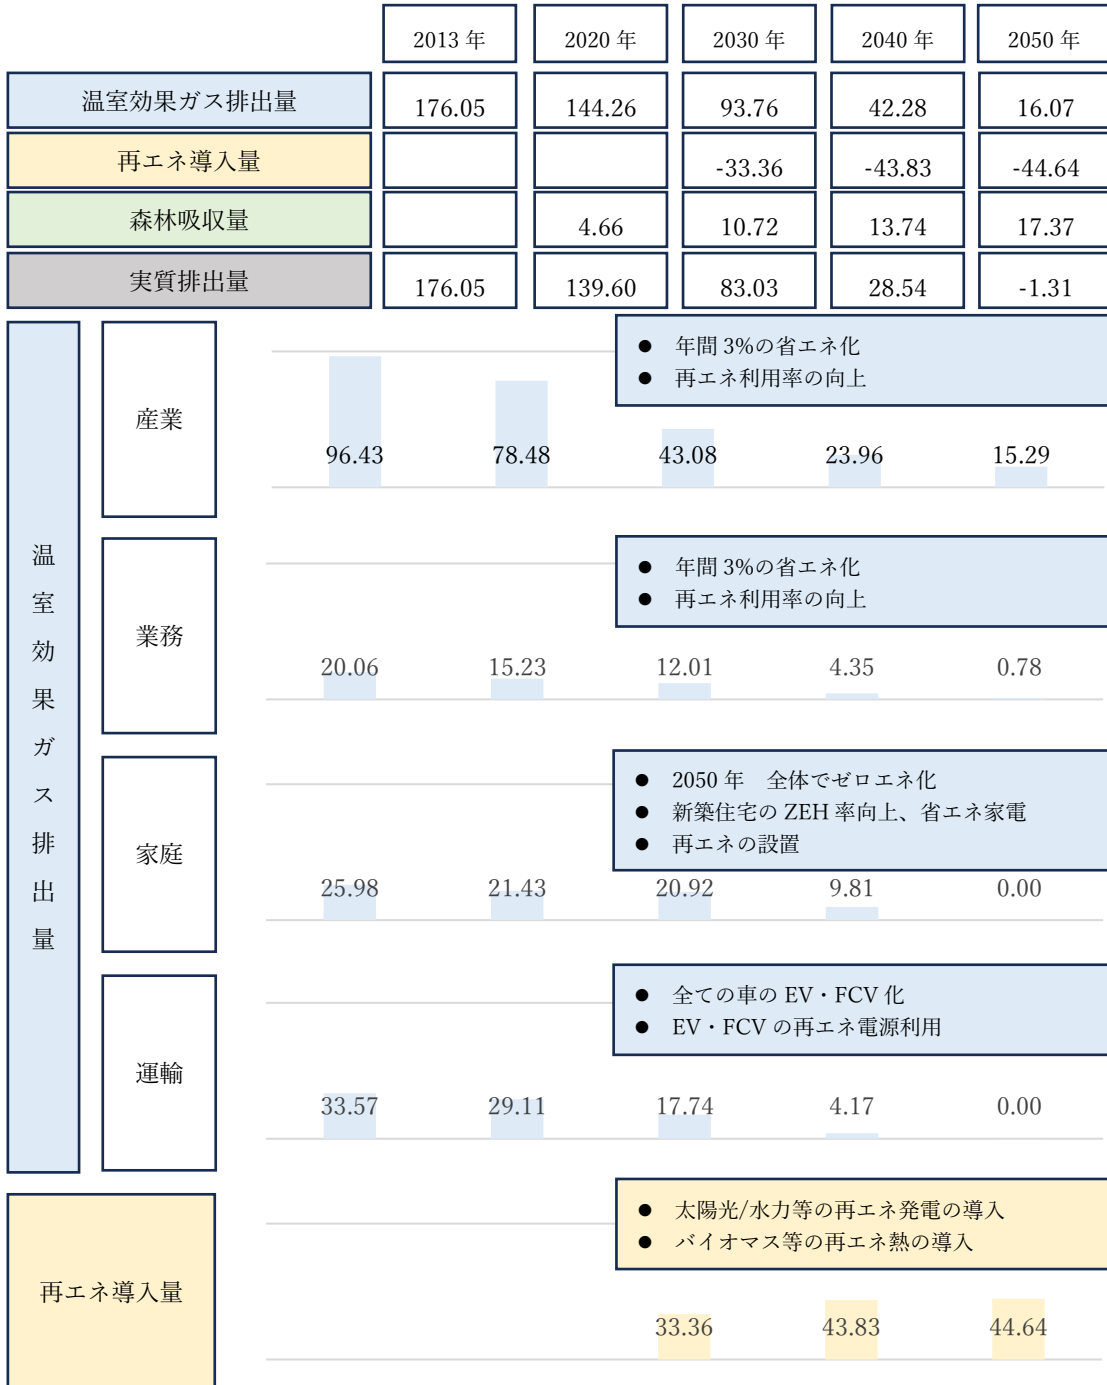 2013 年 2020 年 2030 年 2040 年 2050 年
温室効果ガス排出量 176.05 144.26 93.76 42.28 16.07
再エネ導入量 -33.36 -43.83 -44.64
森林吸収量 4.66 10.72 13.74 17.37
実質排出量 176.05 139.60 83.03 28.54 -1.31
温室効果ガス排出量
産業
● 年間 3%の省エネ化
● 再エネ利用率の向上
96.43 78.48 43.08 23.96 15.29
業務
● 年間 3%の省エネ化
● 再エネ利用率の向上
20.06 15.23 12.01 4.35 0.78
家庭
● 2050 年　全体でゼロエネ化
● 新築住宅の ZEH 率向上、省エネ家電
● 再エネの設置
25.98 21.43 20.92 9.81 0.00
運輸
● 全ての車の EV・FCV 化
● EV・FCV の再エネ電源利用
33.57 29.11 17.74 4.17 0.00
再エネ導入量
● 太陽光/水力等の再エネ発電の導入
● バイオマス等の再エネ熱の導入
33.36 43.83 44.64